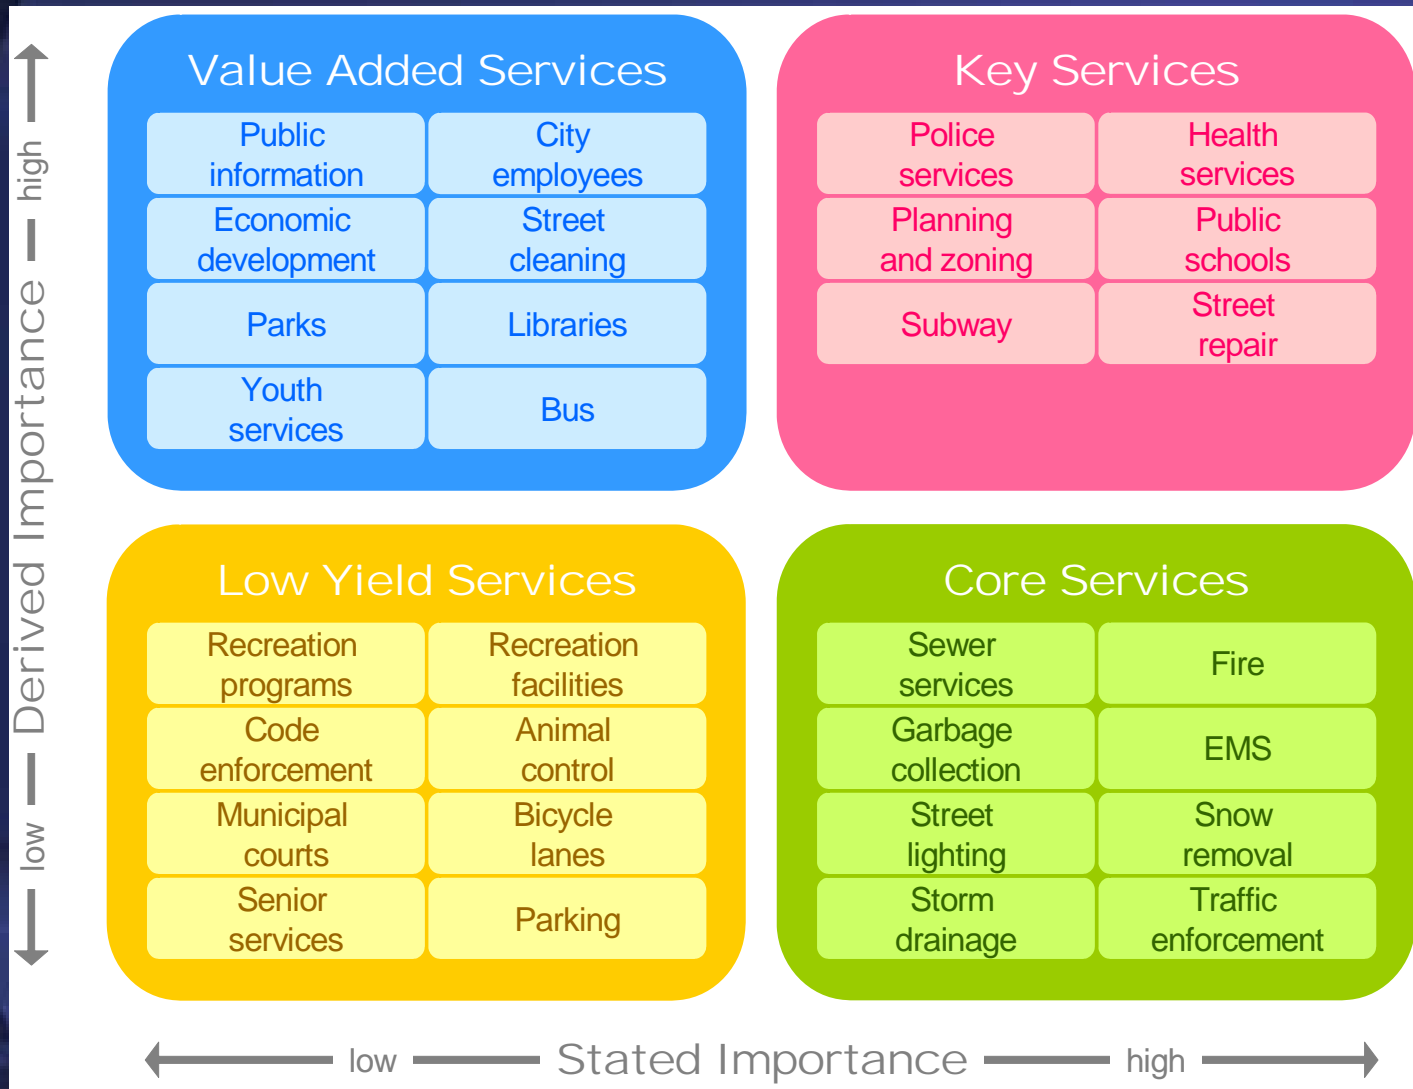 Value Added Services
Public
information
City
employees
Economic
development
Street
cleaning
Parks
Libraries
Youth
services
Bus
Key Services
Police
services
Health
services
Planning
and zoning
Public
schools
Subway
Street
repair
Low Yield Services
Recreation
programs
Recreation
facilities
Code
enforcement
Animal
control
Municipal
courts
Bicycle
lanes
Senior
services
Parking
Core Services
Sewer
services
Fire
Garbage
collection
EMS
Street
lighting
Snow
removal
Storm
drainage
Traffic
enforcement
low Derived Importance high
low Stated Importance high